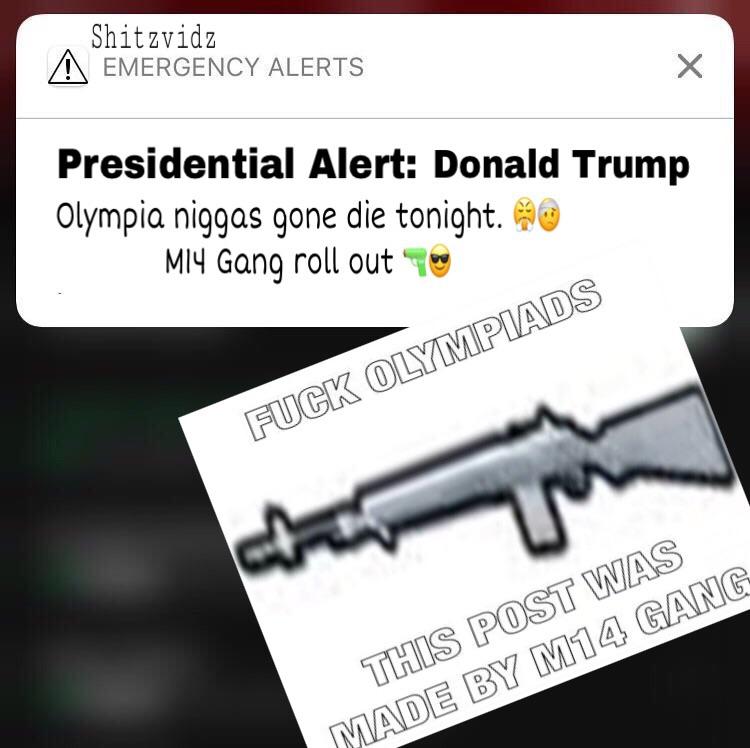 Shitzvidz
EMERGENCY ALERTS
Presidential Alert: Donald Trump
Olympia niggas gone die tonight. 😤🤕
M14 Gang roll out 🔫😎
FUCK OLYMPIADS
THIS POST WAS
MADE BY M14 GANG